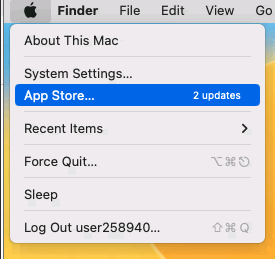 Finder File Edit View Go
About This Mac
System Settings...
App Store... 2 updates
Recent Items
Force Quit... ⌥⌘⎋
Sleep
Log Out user258940... ⇧⌘Q